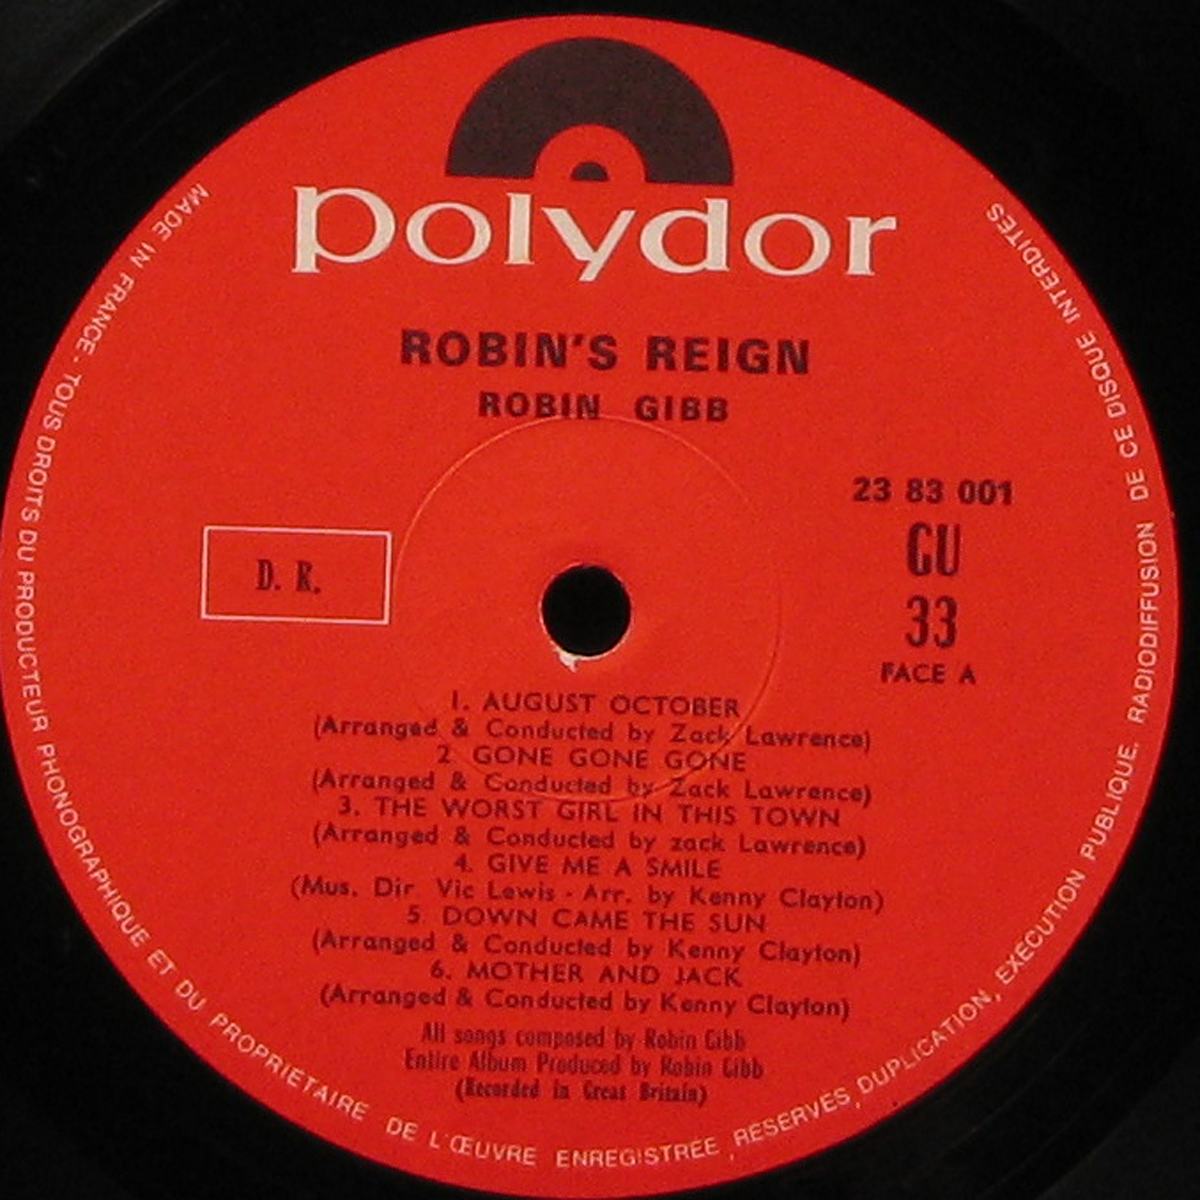 polydor
ROBIN'S REIGN
ROBIN GIBB
23 83 001
GU
33
FACE A
D. R.
1. AUGUST OCTOBER
(Arranged & Conducted by Zack Lawrence)
2 GONE GONE GONE
(Arranged & Conducted by Zack Lawrence)
3. THE WORST GIRL IN THIS TOWN
(Arranged & Conducted by zack Lawrence)
4. GIVE ME A SMILE
(Mus. Dir Vic Lewis - Arr. by Kenny Clayton)
5 DOWN CAME THE SUN
(Arranged & Conducted by Kenny Clayton)
6. MOTHER AND JACK
(Arranged & Conducted by Kenny Clayton)
All songs composed by Robin Gibb
Entire Album Produced by Robin Gibb
(Recorded in Great Britain)
MADE IN FRANCE. TOUS DROITS DU PRODUCTEUR PHONOGRAPHIQUE ET DU PROPRIETAIRE DE L'ŒUVRE ENREGISTRÉE, RESERVES, DUPLICATION, EXECUTION PUBLIQUE, RADIODIFFUSION DE CE DISQUE INTERDITES